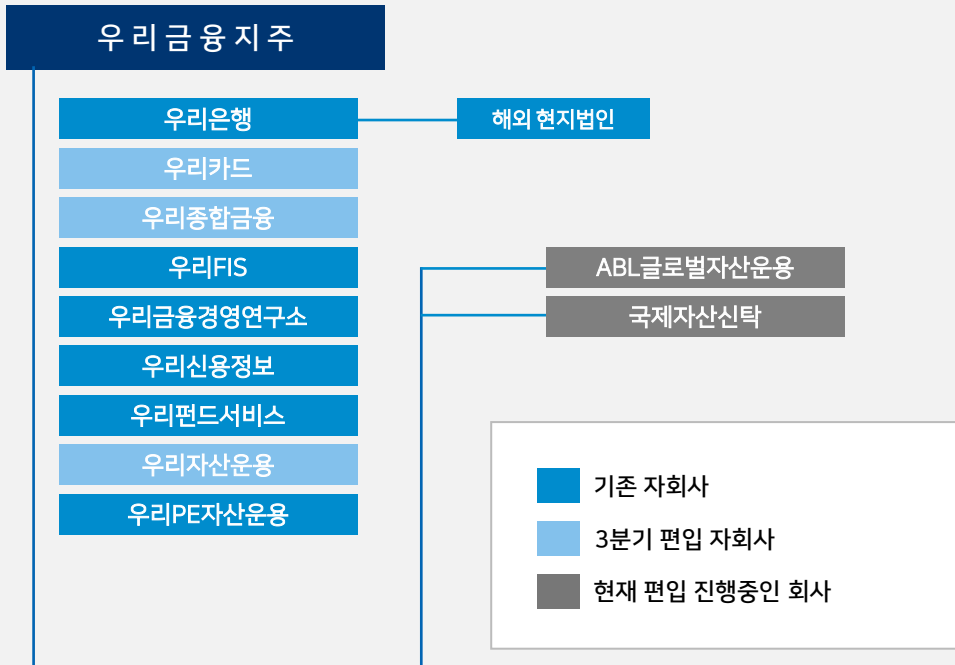 우리금융지주
우리은행
해외 현지법인
우리카드
우리종합금융
우리FIS
ABL글로벌자산운용
우리금융경영연구소
국제자산신탁
우리신용정보
우리펀드서비스
우리자산운용
우리PE자산운용
기존 자회사
3분기 편입 자회사
현재 편입 진행중인 회사